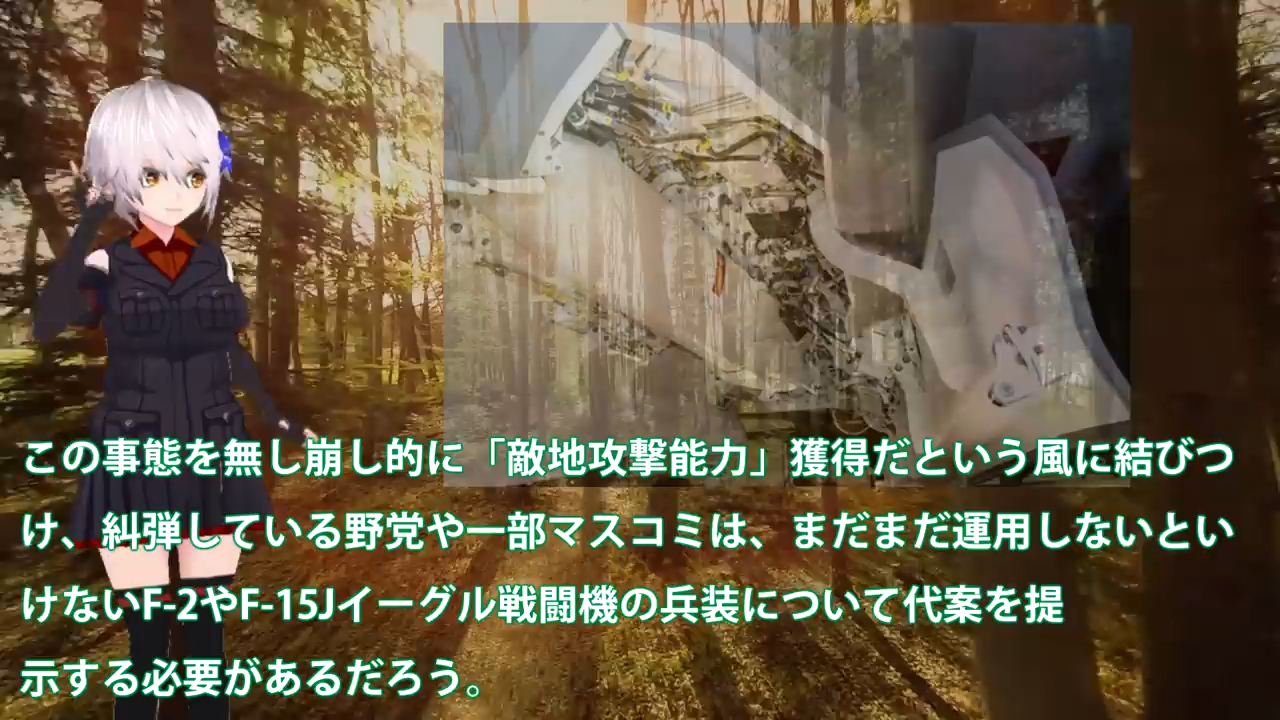 この事態を無し崩し的に「敵地攻撃能力」獲得だという風に結びつ
け、糾弾している野党や一部マスコミは、まだまだ運用しないとい
けないF-2やF-15Jイーグル戦闘機の兵装について代案を提
示する必要があるだろう。